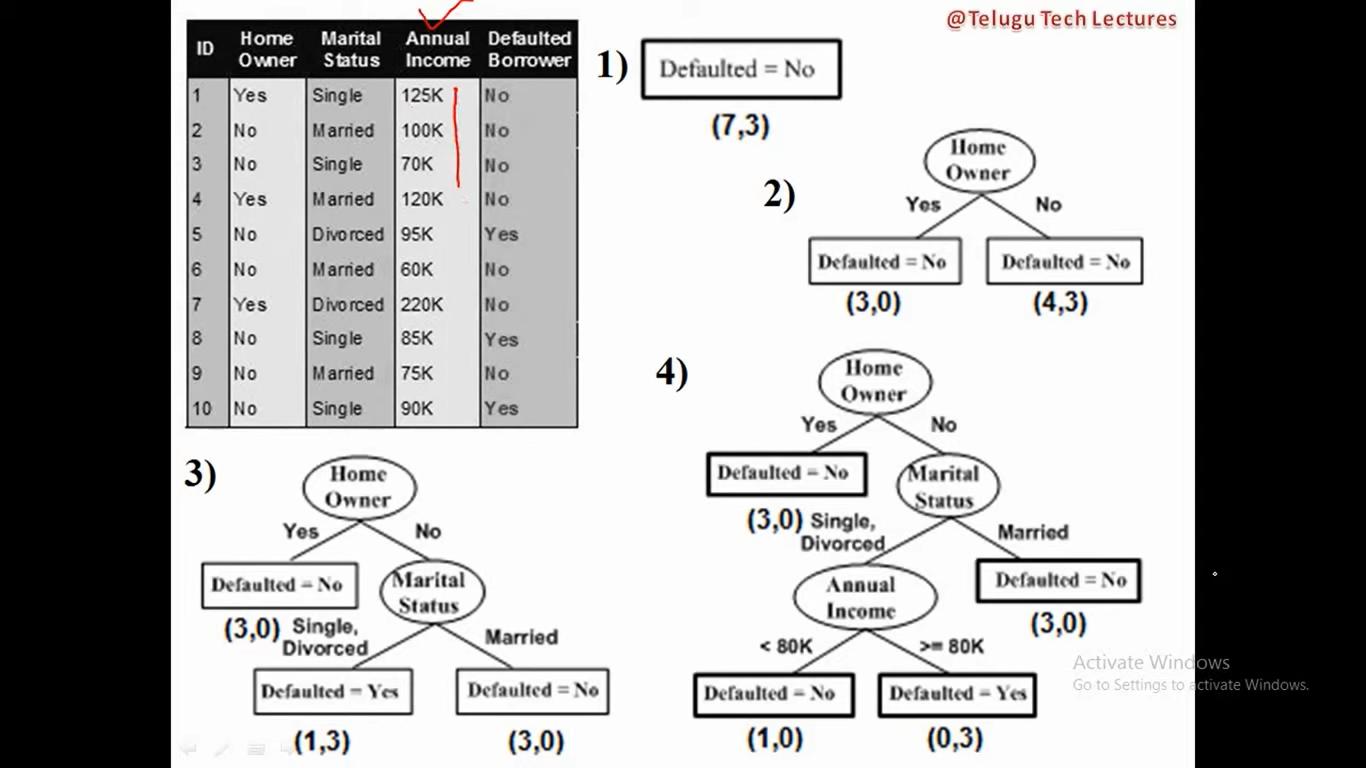 @Telugu Tech Lectures
ID Home Owner Marital Status Annual Income Defaulted Borrower
1 Yes Single 125K No
2 No Married 100K No
3 No Single 70K No
4 Yes Married 120K No
5 No Divorced 95K Yes
6 No Married 60K No
7 Yes Divorced 220K No
8 No Single 85K Yes
9 No Married 75K No
10 No Single 90K Yes
1)
Defaulted = No
(7,3)
2)
Home
Owner
Yes No
Defaulted = No Defaulted = No
(3,0) (4,3)
3)
Home
Owner
Yes No
Defaulted = No Marital
Status
(3,0) Single,
Divorced Married
Defaulted = Yes Defaulted = No
(1,3) (3,0)
4)
Home
Owner
Yes No
Defaulted = No Marital
Status
(3,0) Single,
Divorced Married
Annual
Income Defaulted = No
(3,0)
< 80K >= 80K
Defaulted = No Defaulted = Yes
(1,0) (0,3)
Activate Windows
Go to Settings to activate Windows.